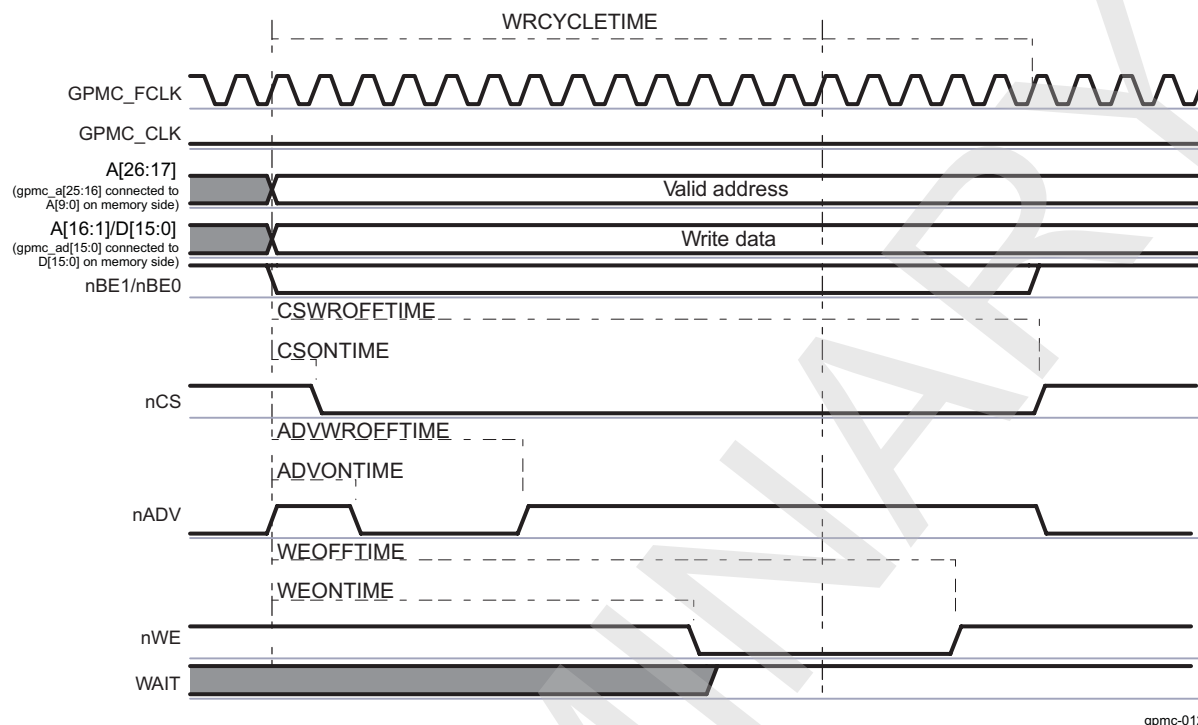 WRCYCLETIME
GPMC_FCLK
GPMC_CLK
A[26:17]
(gpmc_a[25:16] connected to
A[9:0] on memory side)
Valid address
A[16:1]/D[15:0]
(gpmc_ad[15:0] connected to
D[15:0] on memory side)
Write data
nBE1/nBE0
CSWROFFTIME
CSONTIME
nCS
ADVWROFFTIME
ADVONTIME
nADV
WEOFFTIME
WEONTIME
nWE
WAIT